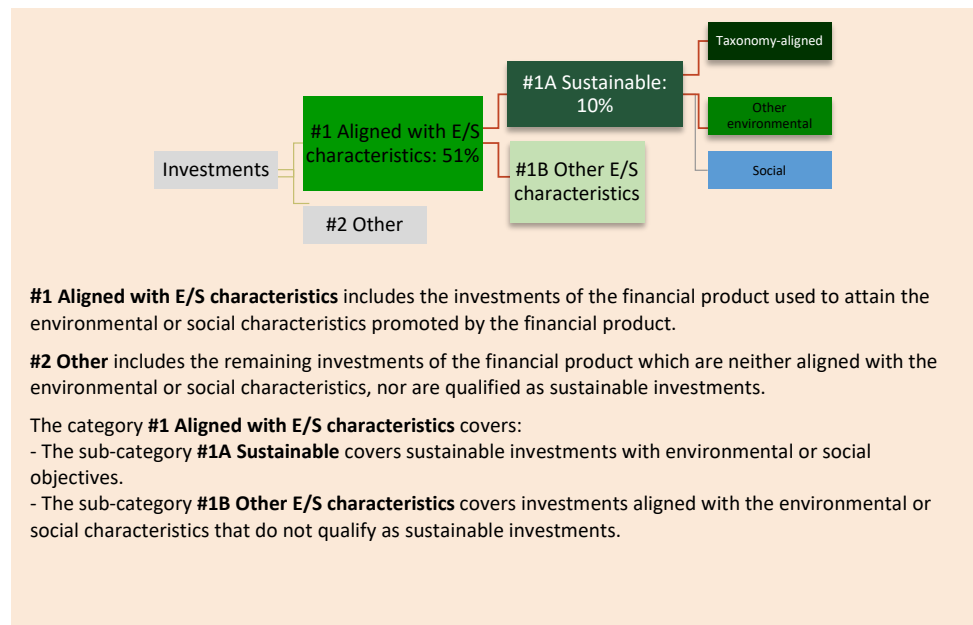 Taxonomy-aligned
#1A Sustainable:
10%
Other
environmental
#1 Aligned with E/S
characteristics: 51%
Investments
#1B Other E/S
characteristics
Social
#2 Other
#1 Aligned with E/S characteristics includes the investments of the financial product used to attain the
environmental or social characteristics promoted by the financial product.
#2 Other includes the remaining investments of the financial product which are neither aligned with the
environmental or social characteristics, nor are qualified as sustainable investments.
The category #1 Aligned with E/S characteristics covers:
- The sub-category #1A Sustainable covers sustainable investments with environmental or social
objectives.
- The sub-category #1B Other E/S characteristics covers investments aligned with the environmental or
social characteristics that do not qualify as sustainable investments.